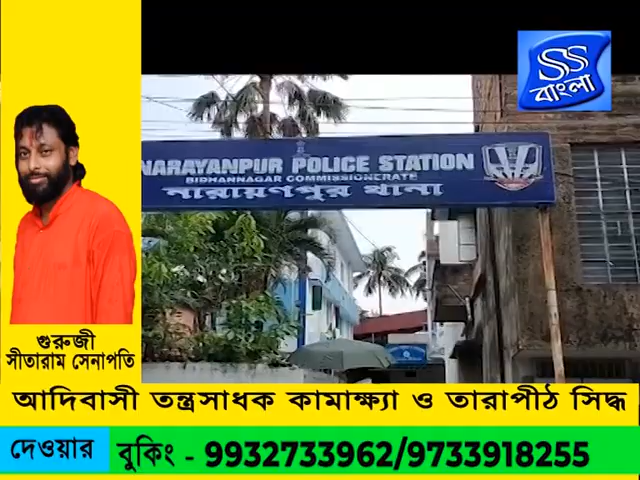 SS
বাংলা
NARAYANPUR POLICE STATION
BIDHANNAGAR COMMISSIONERATE
নারায়ণপুর থানা
গুরুজী
সীতারাম সেনাপতি
আদিবাসী তন্ত্রসাধক কামাক্ষ্যা ও তারাপীঠ সিদ্ধ
দেওয়ার
বুকিং - 9932733962/9733918255